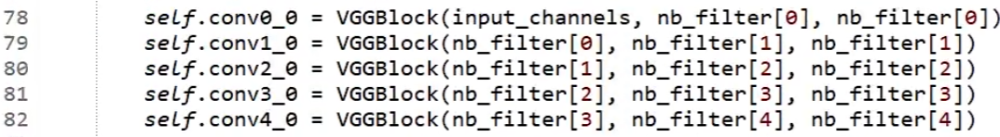 78 self.conv0_0 = VGGBlock(input_channels, nb_filter[0], nb_filter[0])
79 self.conv1_0 = VGGBlock(nb_filter[0], nb_filter[1], nb_filter[1])
80 self.conv2_0 = VGGBlock(nb_filter[1], nb_filter[2], nb_filter[2])
81 self.conv3_0 = VGGBlock(nb_filter[2], nb_filter[3], nb_filter[3])
82 self.conv4_0 = VGGBlock(nb_filter[3], nb_filter[4], nb_filter[4])